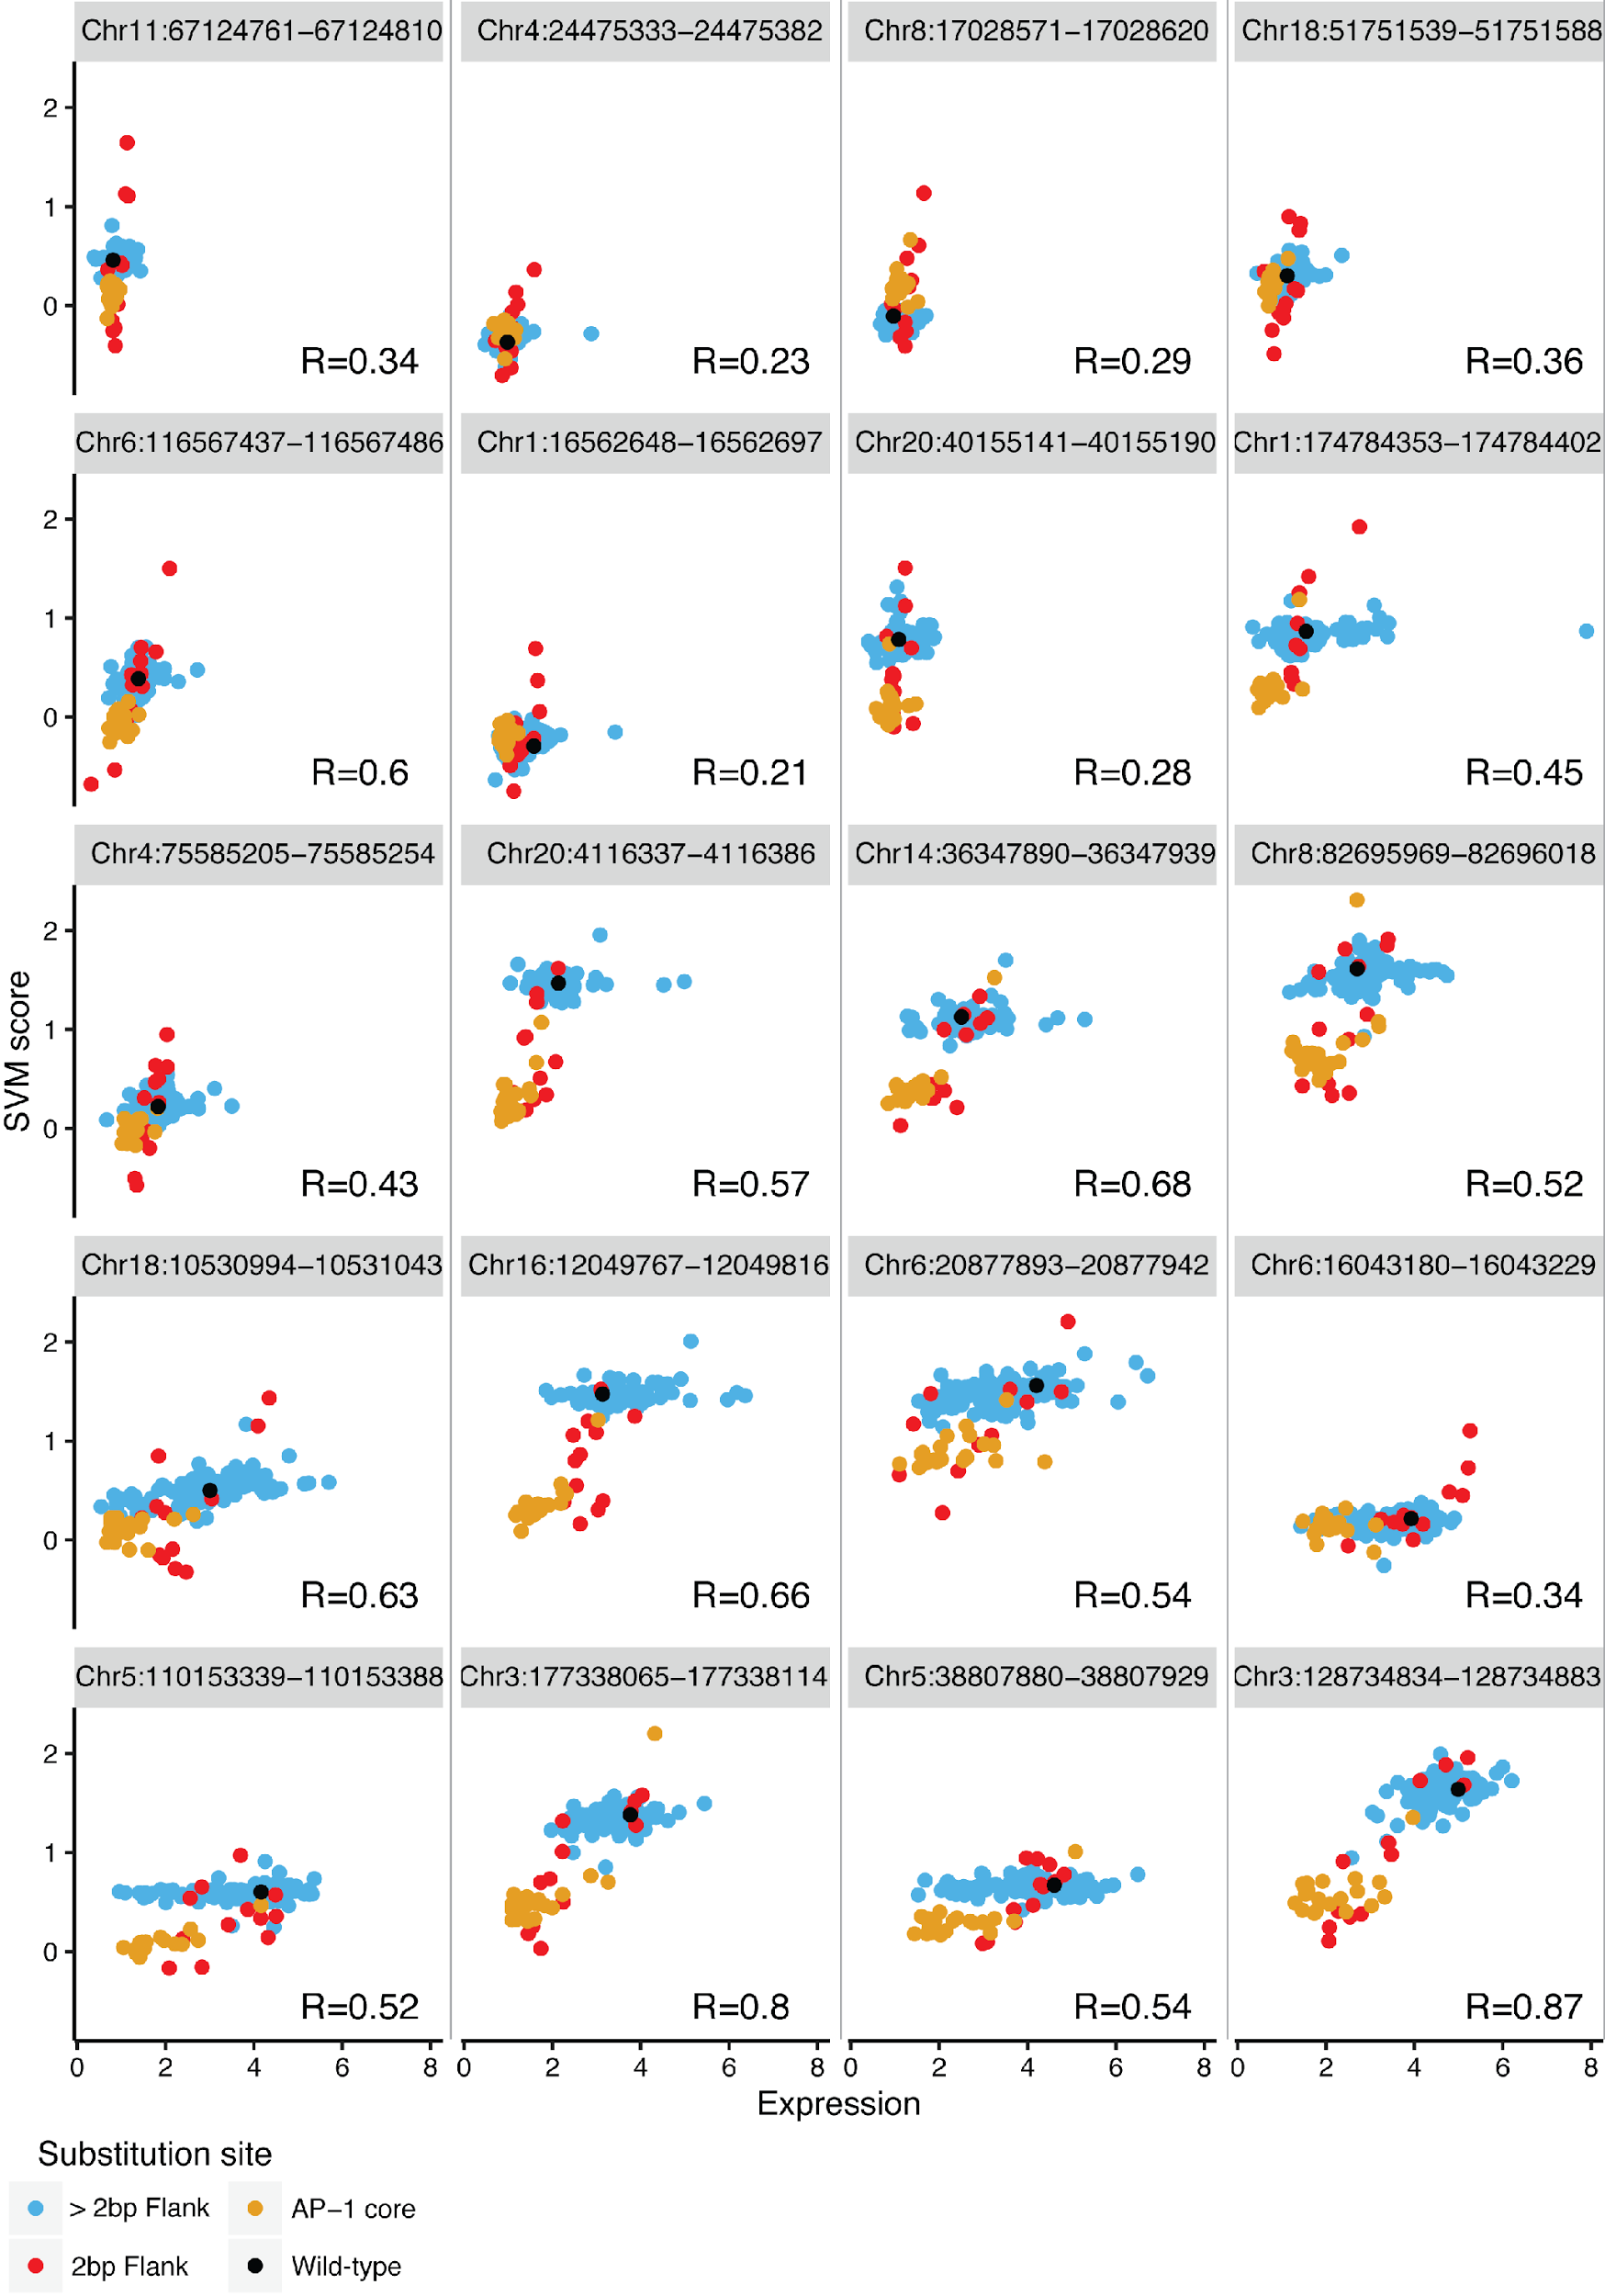 Chr11:67124761−67124810 Chr4:24475333−24475382 Chr8:17028571−17028620 Chr18:51751539−51751588
2
1
0
R=0.34 R=0.23 R=0.29 R=0.36
Chr6:116567437−116567486 Chr1:16562648−16562697 Chr20:40155141−40155190 Chr1:174784353−174784402
2
1
0
R=0.6 R=0.21 R=0.28 R=0.45
Chr4:75585205−75585254 Chr20:4116337−4116386 Chr14:36347890−36347939 Chr8:82695969−82696018
2
1
0
R=0.43 R=0.57 R=0.68 R=0.52
SVM score
Chr18:10530994−10531043 Chr16:12049767−12049816 Chr6:20877893−20877942 Chr6:16043180−16043229
2
1
0
R=0.63 R=0.66 R=0.54 R=0.34
Chr5:110153339−110153388 Chr3:177338065−177338114 Chr5:38807880−38807929 Chr3:128734834−128734883
2
1
0
R=0.52 R=0.8 R=0.54 R=0.87
0 2 4 6 8 0 2 4 6 8 0 2 4 6 8 0 2 4 6 8
Expression
Substitution site
> 2bp Flank AP−1 core
2bp Flank Wild-type